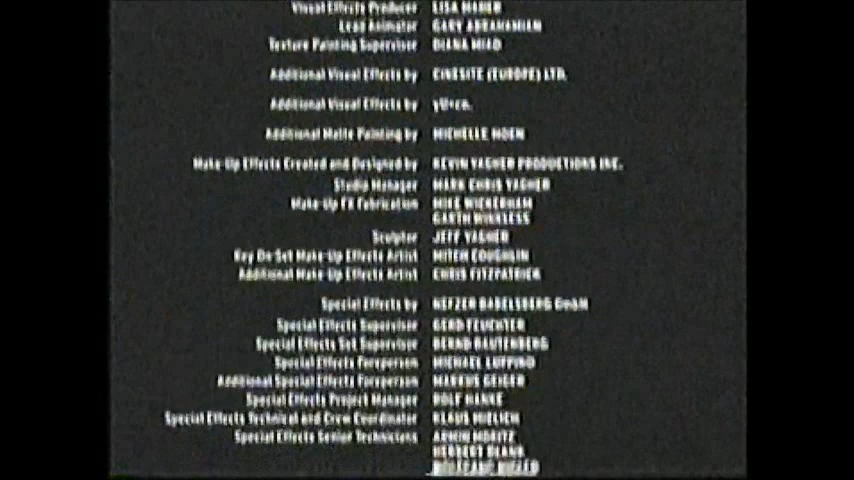 Visual Effects Producer LISA MAHER
Lead Animator GARY ABRAHAMIAN
Texture Painting Supervisor DIANA MIAO
Additional Visual Effects by CINESITE (EUROPE) LTD.
Additional Visual Effects by yU+co.
Additional Matte Painting by MICHELLE MOEN
Make-Up Effects Created and Designed by KEVIN YAGHER PRODUCTIONS INC.
Studio Manager MARK CHRIS YAGHER
Make-Up FX Fabrication MIKE
GARTH
Sculptor JEFF YAGHER
Key On-Set Make-Up Effects Artist MITCH COUGHLIN
Additional Make-Up Effects Artist CHRIS FITZPATRICK
Special Effects by NEFZER BABELSBERG GmbH
Special Effects Supervisor GERD FEUCHTER
Special Effects Set Supervisor BERND RAUTENBERG
Special Effects Foreperson MICHAEL LUPPINO
Additional Special Effects Foreperson MARKUS GEIGER
Special Effects Project Manager ROLF HANKE
Special Effects Technical and Crew Coordinator KLAUS MIELICH
Special Effects Senior Technicians ARMIN MORITZ
HERBERT BLANK
WOLFGANG